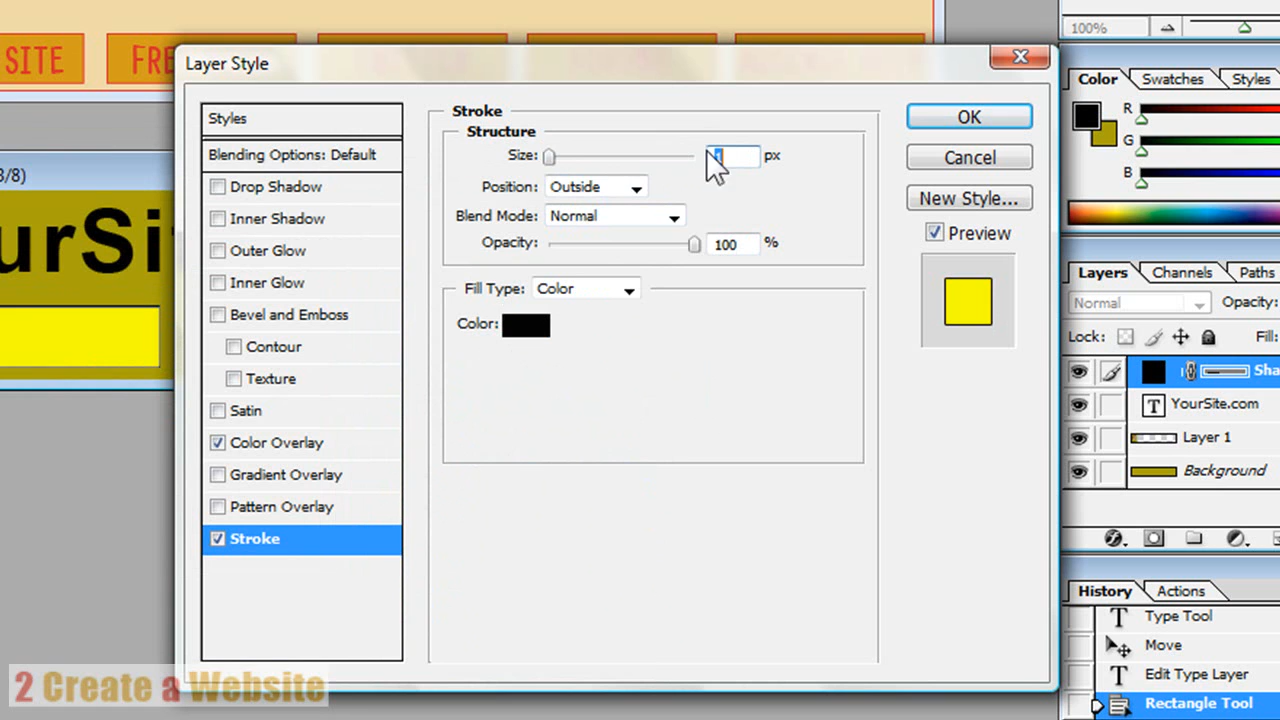 SITE
FRE
Layer Style
100%
Color Swatches Styles
R
G
B
Styles
Blending Options: Default
Drop Shadow
Inner Shadow
Outer Glow
Inner Glow
Bevel and Emboss
Contour
Texture
Satin
Color Overlay
Gradient Overlay
Pattern Overlay
Stroke
Stroke
Structure
Size: px
Position: Outside
Blend Mode: Normal
Opacity: 100 %
Fill Type: Color
Color:
OK
Cancel
New Style...
Preview
3/8)
urSi
Layers Channels Paths
Normal Opacity:
Lock: Fill:
Sha
T YourSite.com
Layer 1
Background
History Actions
T Type Tool
Move
T Edit Type Layer
Rectangle Tool
2 Create a Website